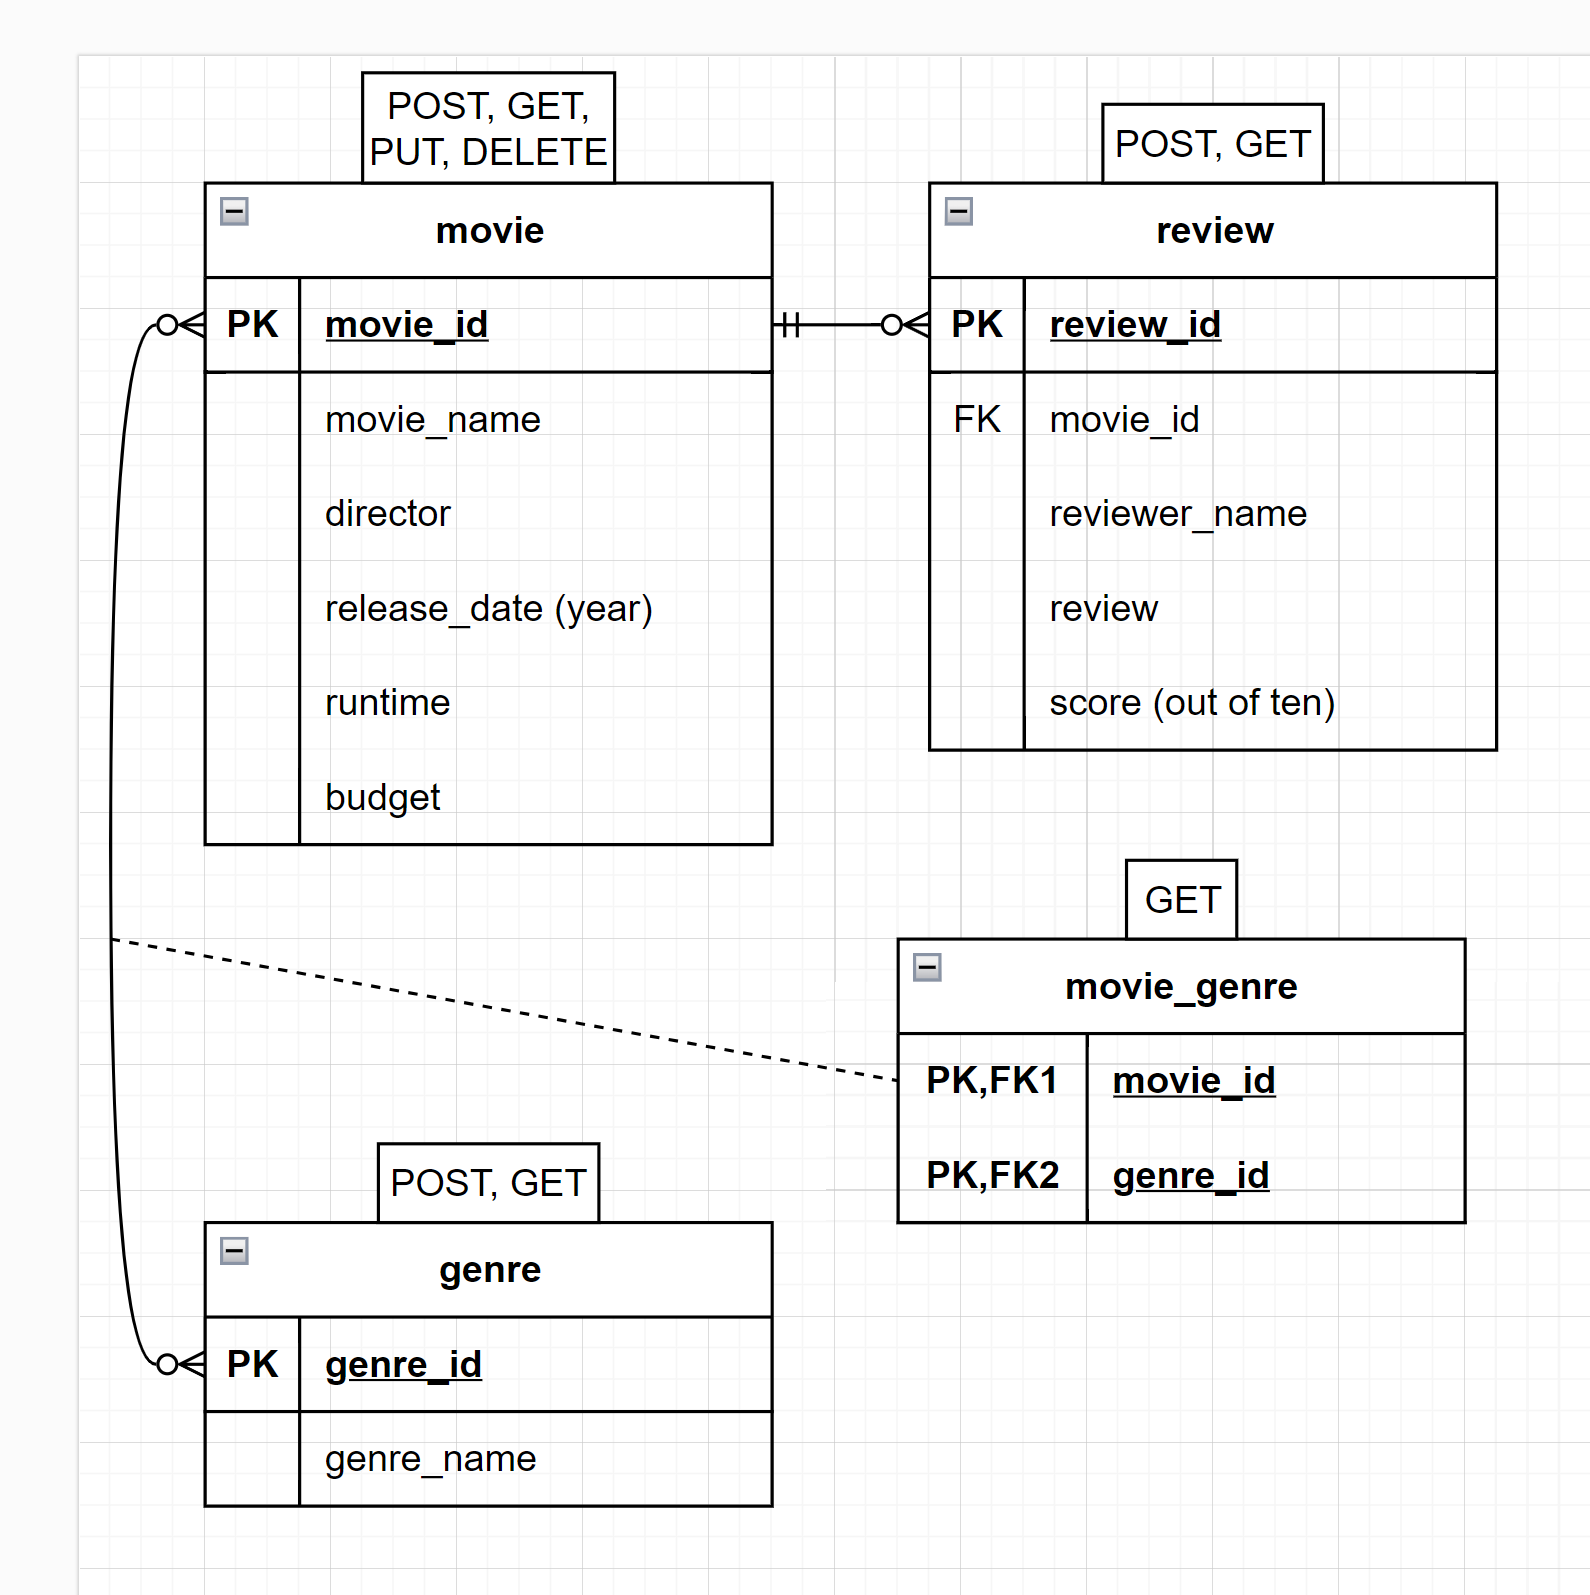 POST, GET,
PUT, DELETE
movie
PK movie_id
movie_name
director
release_date (year)
runtime
budget
POST, GET
review
PK review_id
FK movie_id
reviewer_name
review
score (out of ten)
GET
movie_genre
PK,FK1 movie_id
PK,FK2 genre_id
POST, GET
genre
PK genre_id
genre_name